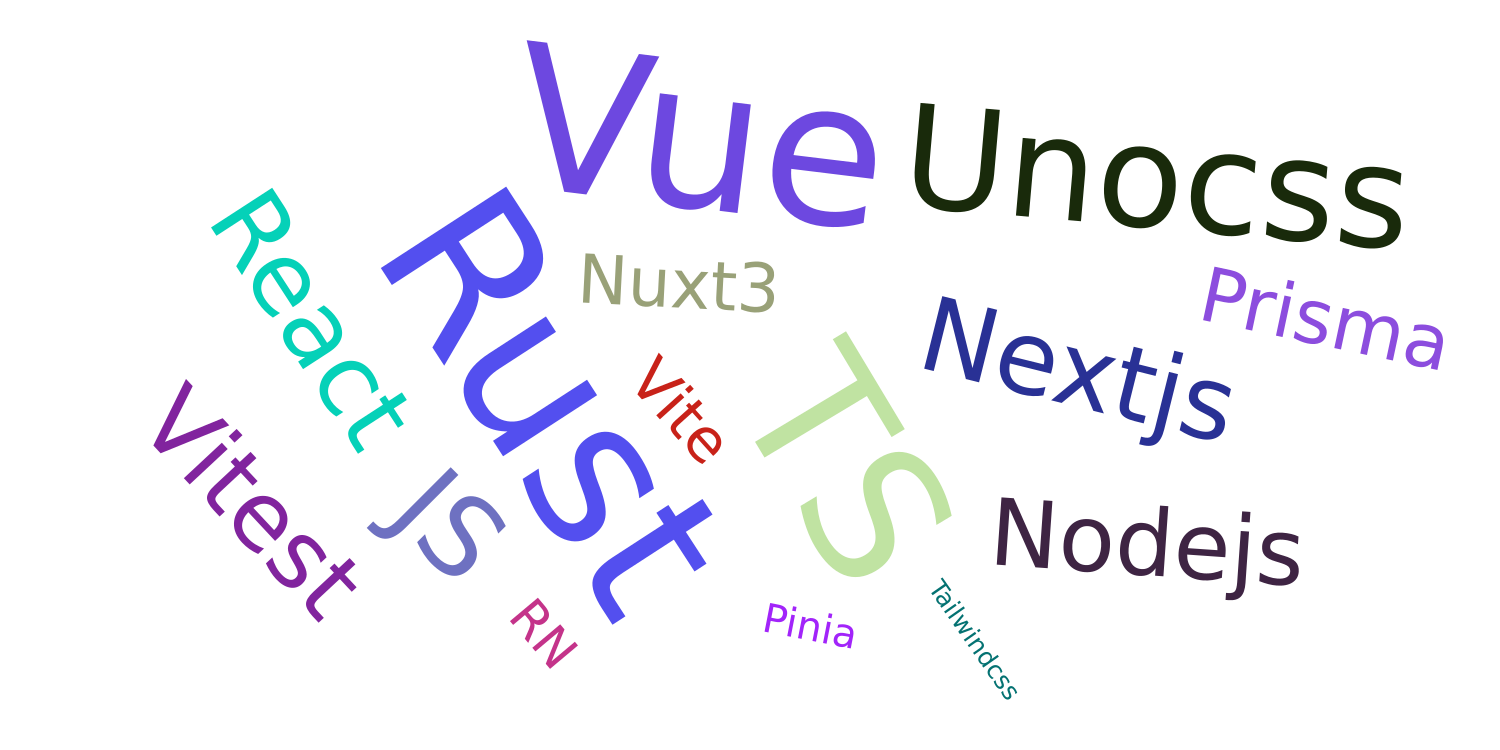 Vue
Unocss
React
Rust
Nuxt3
Prisma
Nextjs
Vite
TS
Vitest
JS
Nodejs
RN
Pinia
Tailwindcss